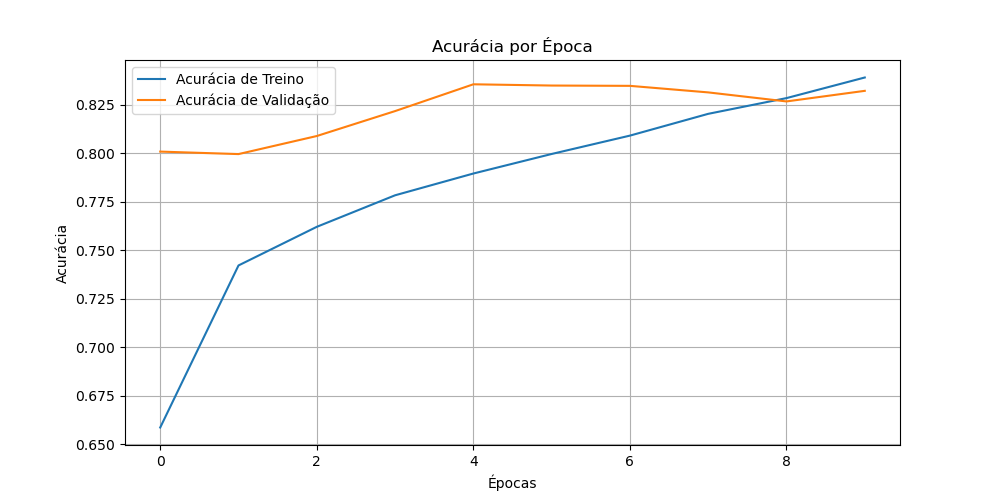 Acurácia por Época
Acurácia de Treino
Acurácia de Validação
Acurácia
0.825
0.800
0.775
0.750
0.725
0.700
0.675
0.650
0 2 4 6 8
Épocas